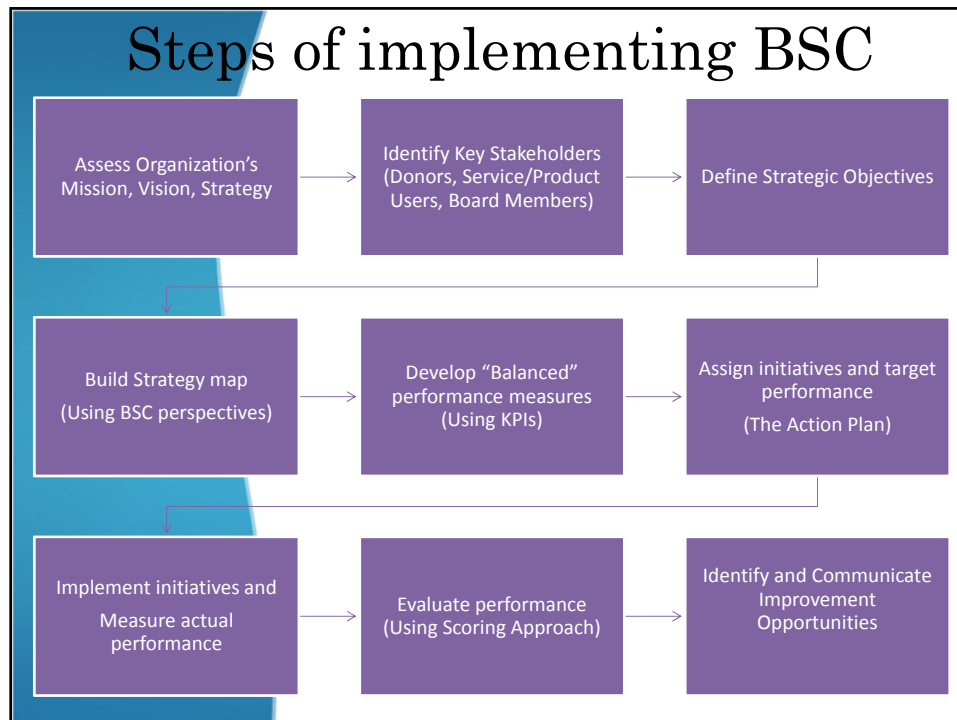 Steps of implementing BSC
Assess Organization’s
Mission, Vision, Strategy
Identify Key Stakeholders
(Donors, Service/Product
Users, Board Members)
Define Strategic Objectives
Build Strategy map
(Using BSC perspectives)
Develop “Balanced”
performance measures
(Using KPIs)
Assign initiatives and target
performance
(The Action Plan)
Implement initiatives and
Measure actual
performance
Evaluate performance
(Using Scoring Approach)
Identify and Communicate
Improvement
Opportunities